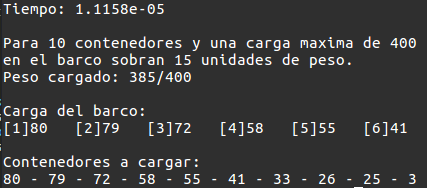 Tiempo: 1.1158e-05
Para 10 contenedores y una carga maxima de 400
en el barco sobran 15 unidades de peso.
Peso cargado: 385/400
Carga del barco:
[1]80 [2]79 [3]72 [4]58 [5]55 [6]41
Contenedores a cargar:
80 - 79 - 72 - 58 - 55 - 41 - 33 - 26 - 25 - 3